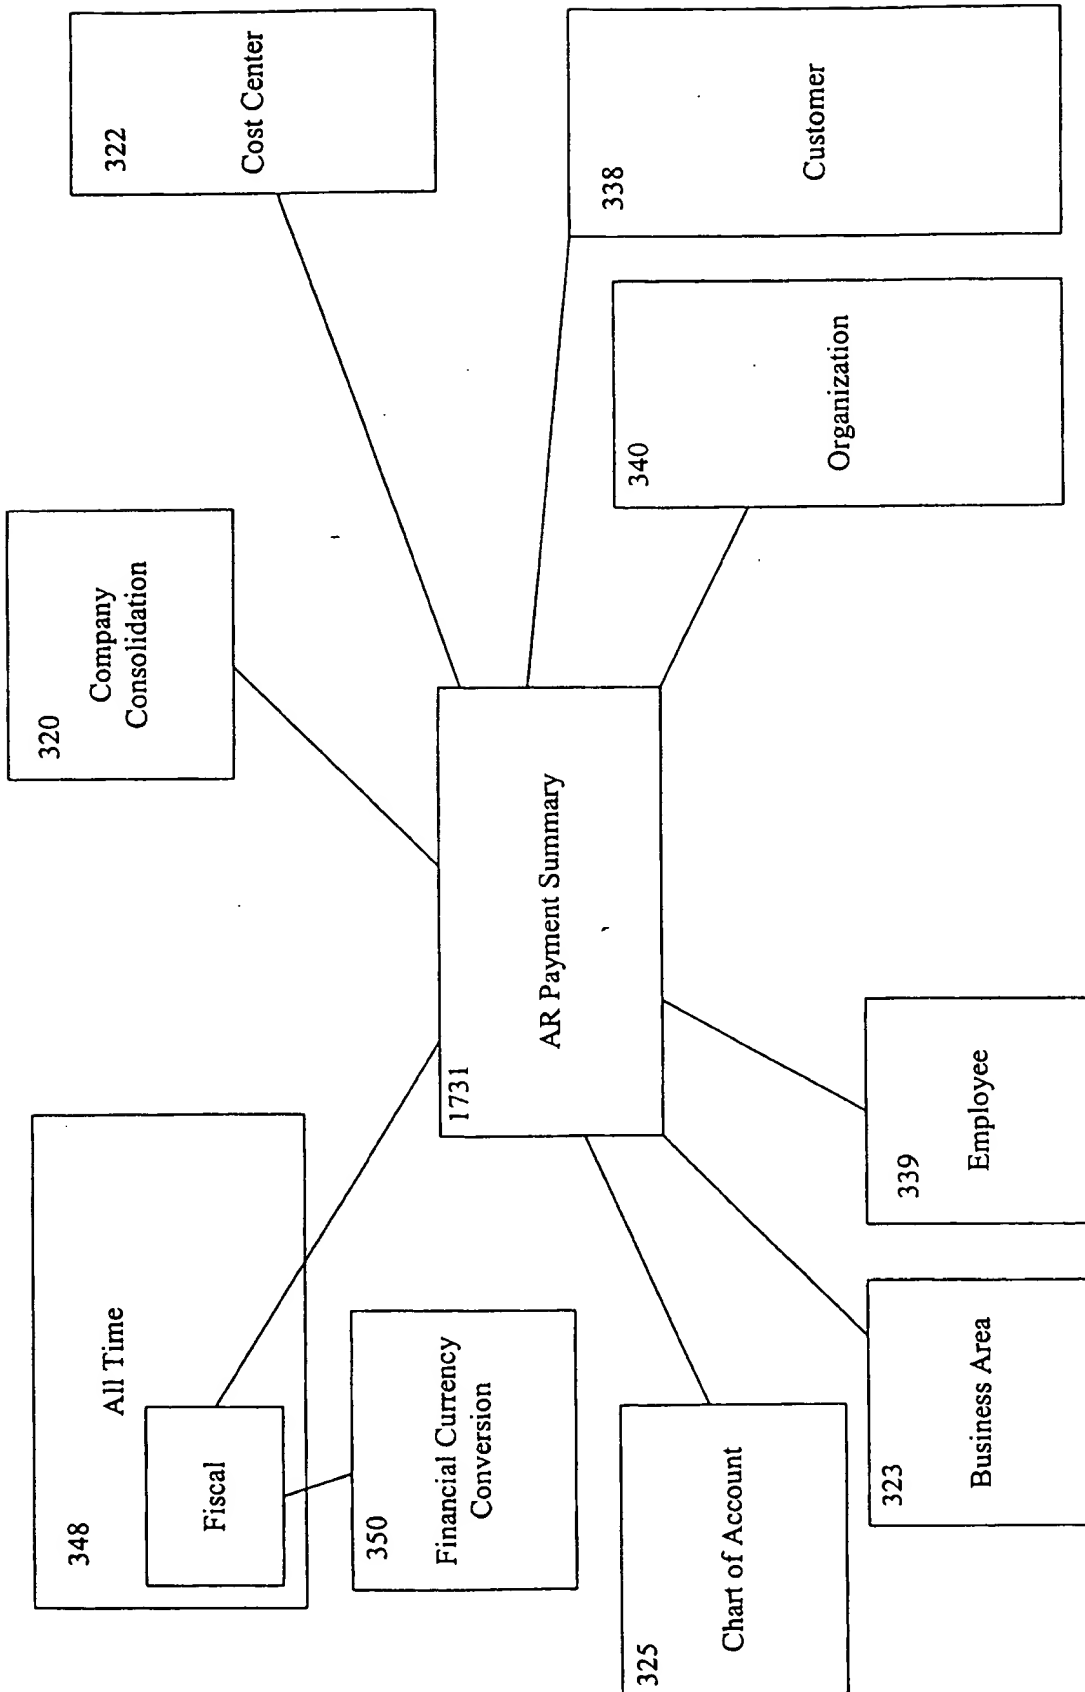 348
All Time
Fiscal
350
Financial Currency
Conversion
325
Chart of Account
323
Business Area
339
Employee
1731
AR Payment Summary
320
Company
Consolidation
322
Cost Center
340
Organization
338
Customer